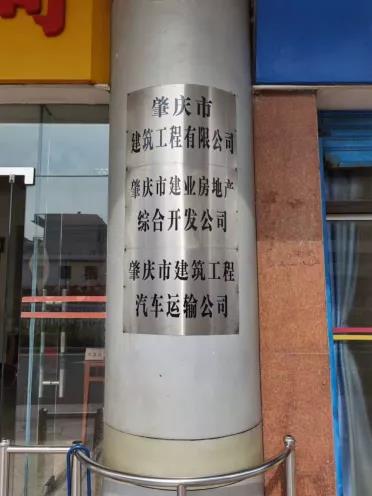 肇庆市
建筑工程有限公司
肇庆市建业房地产
综合开发公司
肇庆市建筑工程
汽车运输公司